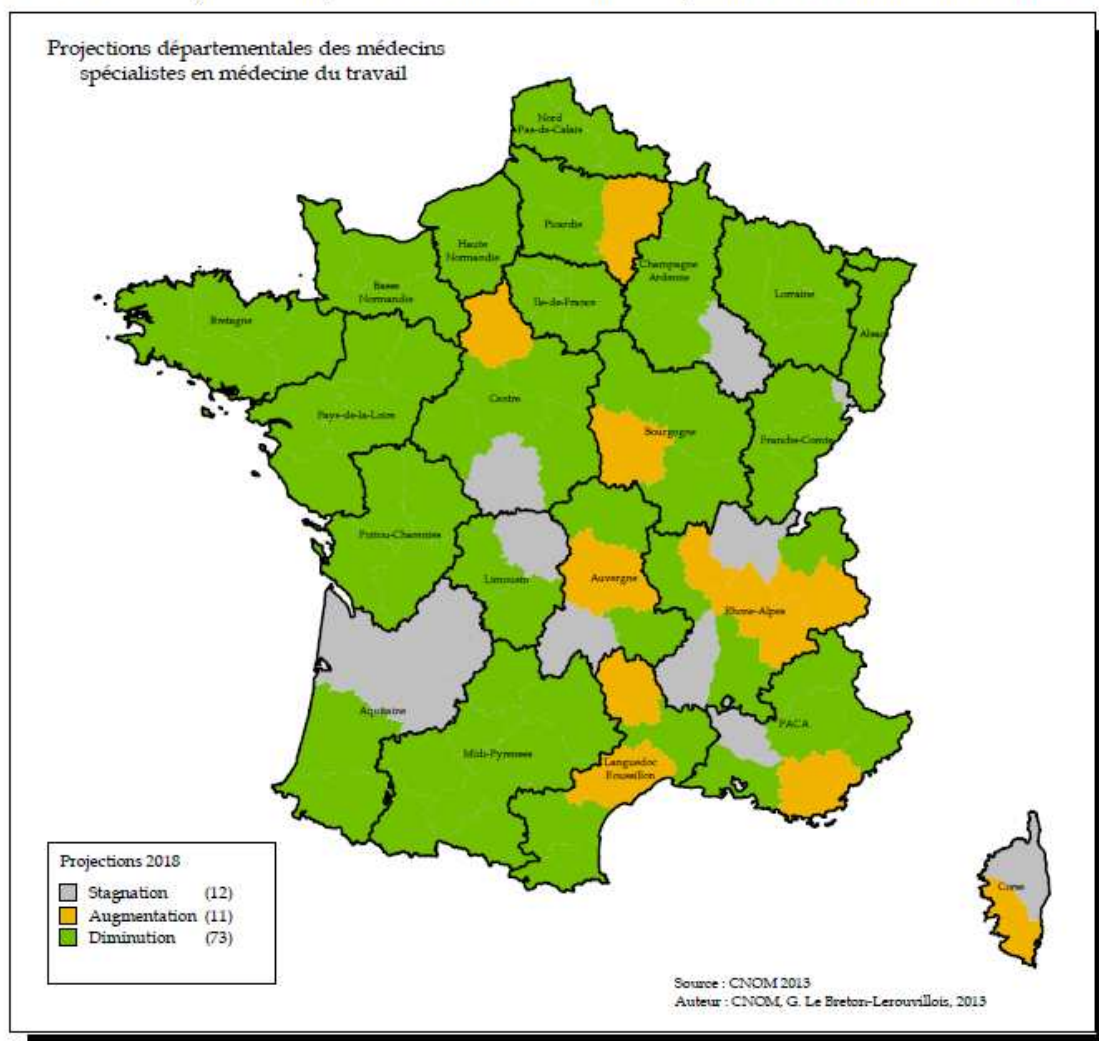 Projections départementales des médecins
spécialistes en médecine du travail
Nord
Pas-de-Calais
Picardie
Haute
Normandie
Champagne
Ardenne
Basse
Normandie
Ile-de-France
Lorraine
Alsace
Bretagne
Pays-de-la-Loire
Centre
Bourgogne
Franche-Comté
Poitou-Charentes
Limousin
Auvergne
Rhone-Alpes
Aquitaine
Midi-Pyrenees
Languedoc
Roussillon
PACA
Corse
Projections 2018
Stagnation (12)
Augmentation (11)
Diminution (73)
Source : CNOM 2013
Auteur : CNOM, G. Le Breton-Lerouvillois, 2013